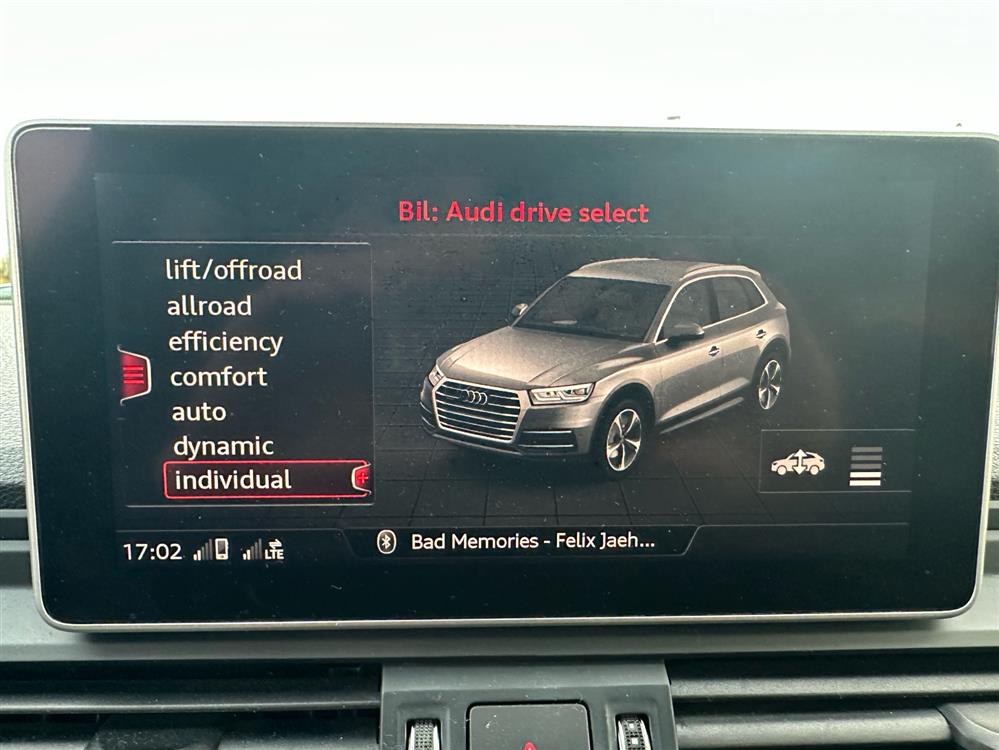 Bil: Audi drive select
lift/offroad
allroad
efficiency
comfort
auto
dynamic
individual
17:02
LTE
Bad Memories - Felix Jaeh...